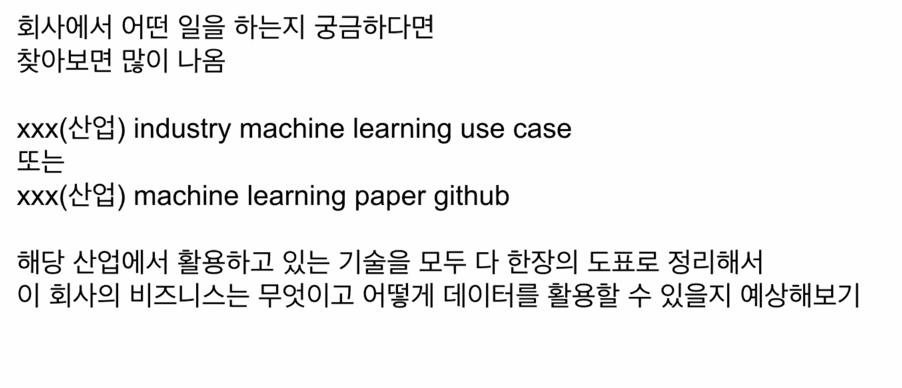 회사에서 어떤 일을 하는지 궁금하다면
찾아보면 많이 나옴
xxx(산업) industry machine learning use case
또는
xxx(산업) machine learning paper github
해당 산업에서 활용하고 있는 기술을 모두 다 한장의 도표로 정리해서
이 회사의 비즈니스는 무엇이고 어떻게 데이터를 활용할 수 있을지 예상해보기